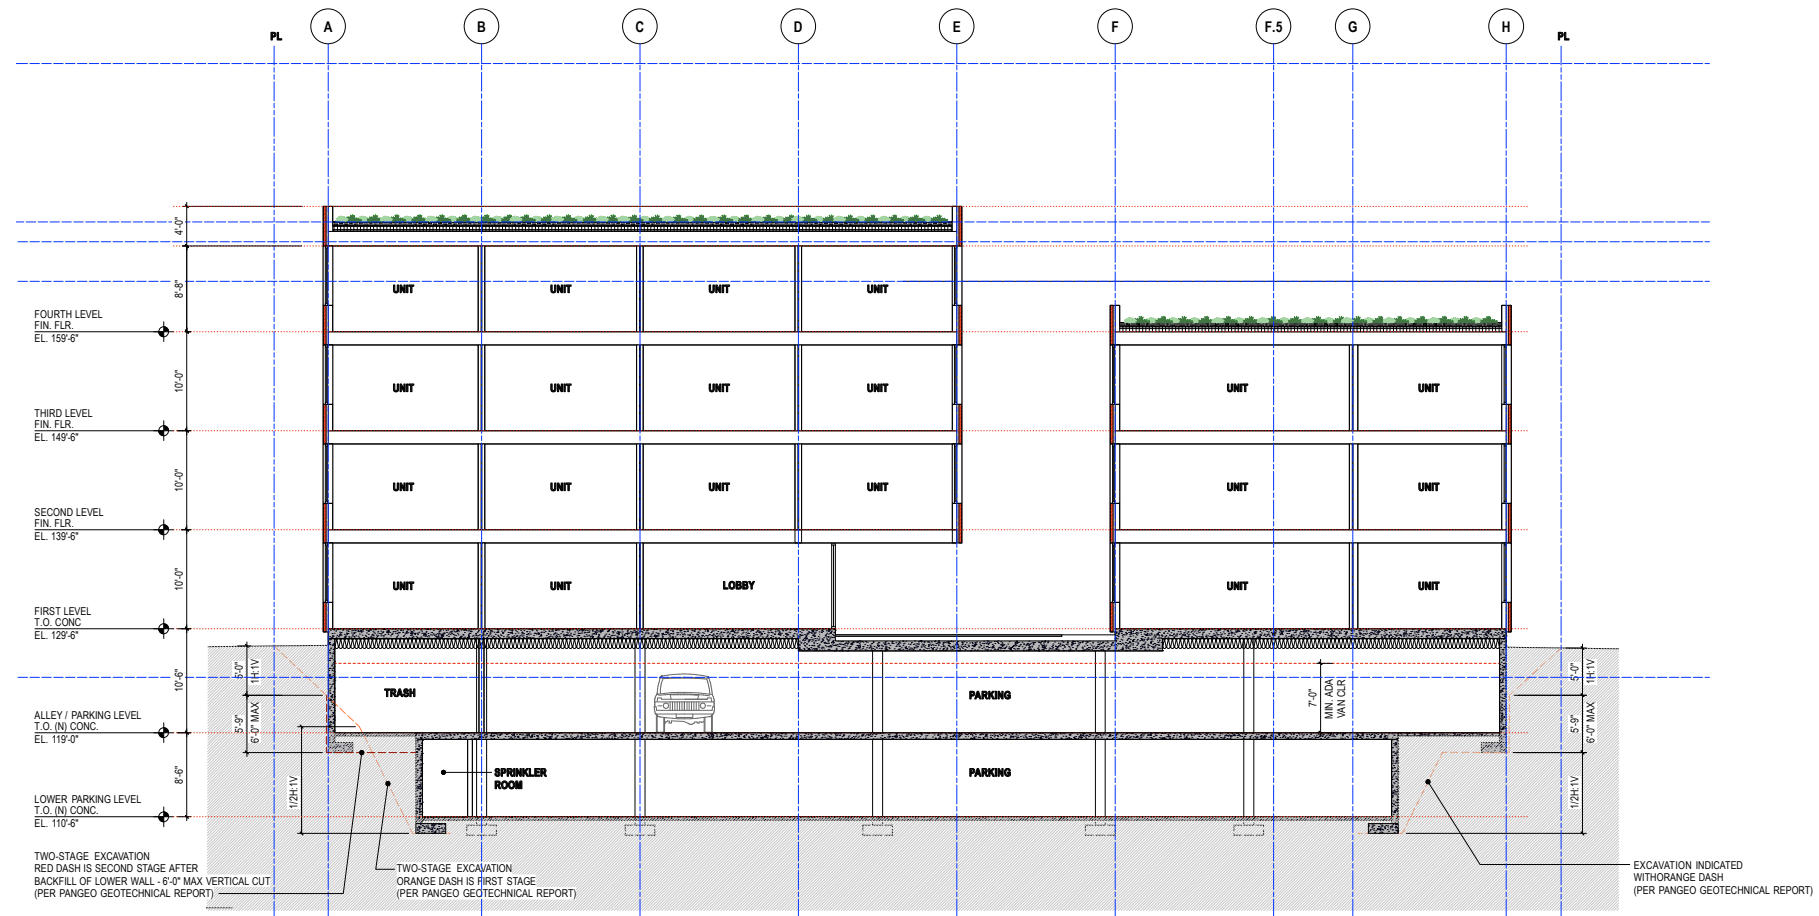 A
B
C
D
E
F
F.5
G
H
PL
PL
4'-0"
8'-8"
UNIT
UNIT
UNIT
UNIT
FOURTH LEVEL
FIN. FLR.
EL. 159'-6"
10'-0"
UNIT
UNIT
UNIT
UNIT
UNIT
UNIT
THIRD LEVEL
FIN. FLR.
EL. 149'-6"
10'-0"
UNIT
UNIT
UNIT
UNIT
UNIT
UNIT
SECOND LEVEL
FIN. FLR.
EL. 139'-6"
10'-0"
UNIT
UNIT
LOBBY
UNIT
UNIT
FIRST LEVEL
T.O. CONC
EL. 129'-6"
10'-6"
5'-0"
1H:1V
TRASH
PARKING
7'-0"
MIN. ADA
VAN CLR
5'-0"
1H:1V
ALLEY / PARKING LEVEL
T.O. (N) CONC.
EL. 119'-0"
5'-9"
6'-0" MAX
5'-9"
6'-0" MAX
8'-6"
1/2H:1V
SPRINKLER
ROOM
PARKING
1/2H:1V
LOWER PARKING LEVEL
T.O. (N) CONC.
EL. 110'-6"
TWO-STAGE EXCAVATION
RED DASH IS SECOND STAGE AFTER
BACKFILL OF LOWER WALL - 6'-0" MAX VERTICAL CUT
(PER PANGEO GEOTECHNICAL REPORT)
TWO-STAGE EXCAVATION
ORANGE DASH IS FIRST STAGE
(PER PANGEO GEOTECHNICAL REPORT)
EXCAVATION INDICATED
WITHORANGE DASH
(PER PANGEO GEOTECHNICAL REPORT)